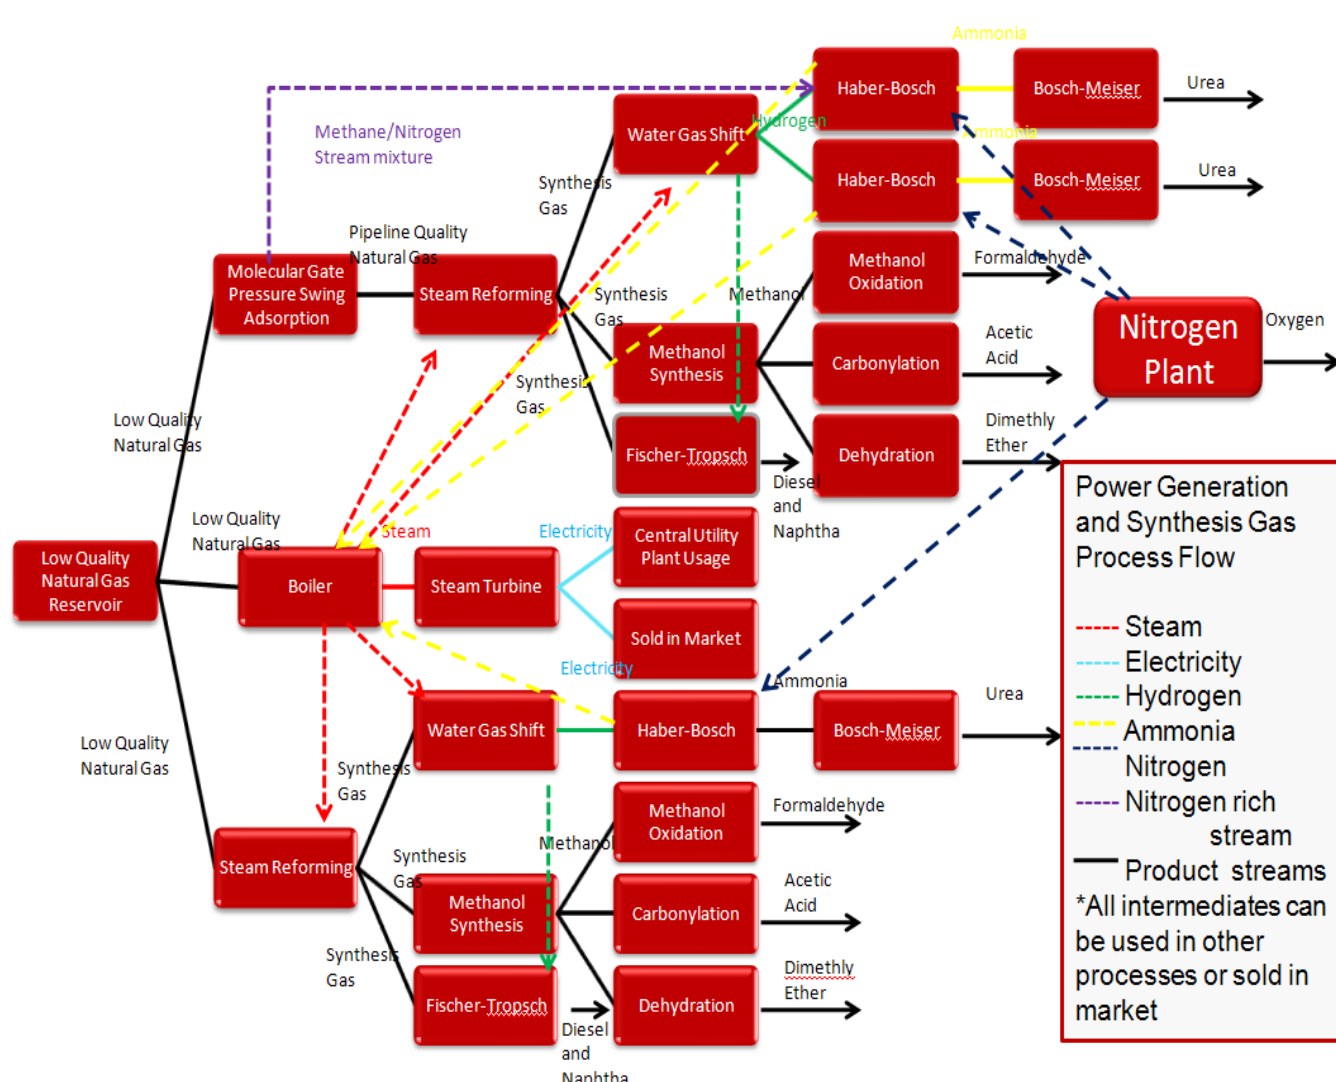 Ammonia
Haber-Bosch
Bosch-Meiser
Urea
Methane/Nitrogen
Stream mixture
Water Gas Shift
Hydrogen
Ammonia
Haber-Bosch
Bosch-Meiser
Urea
Synthesis
Gas
Pipeline Quality
Natural Gas
Molecular Gate
Pressure Swing
Adsorption
Steam Reforming
Synthesis
Gas
Methanol
Methanol
Oxidation
Formaldehyde
Nitrogen
Plant
Oxygen
Methanol
Synthesis
Carbonylation
Acetic
Acid
Synthesis
Gas
Low Quality
Natural Gas
Fischer-Tropsch
Diesel
and
Naphtha
Dehydration
Dimethly
Ether
Low Quality
Natural Gas
Low Quality
Natural Gas
Reservoir
Boiler
Steam
Steam Turbine
Electricity
Central Utility
Plant Usage
Sold in Market
Electricity
Water Gas Shift
Haber-Bosch
Ammonia
Bosch-Meiser
Urea
Low Quality
Natural Gas
Synthesis
Gas
Steam Reforming
Synthesis
Gas
Methanol
Methanol
Oxidation
Formaldehyde
Methanol
Synthesis
Carbonylation
Acetic
Acid
Synthesis
Gas
Fischer-Tropsch
Diesel
and
Naphtha
Dehydration
Dimethly
Ether
Power Generation
and Synthesis Gas
Process Flow
Steam
Electricity
Hydrogen
Ammonia
Nitrogen
Nitrogen rich
stream
Product streams
*All intermediates can
be used in other
processes or sold in
market